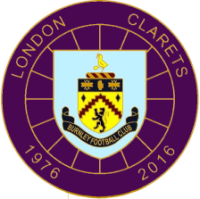 LONDON CLARETS
BURNLEY FOOTBALL CLUB
1976 2016